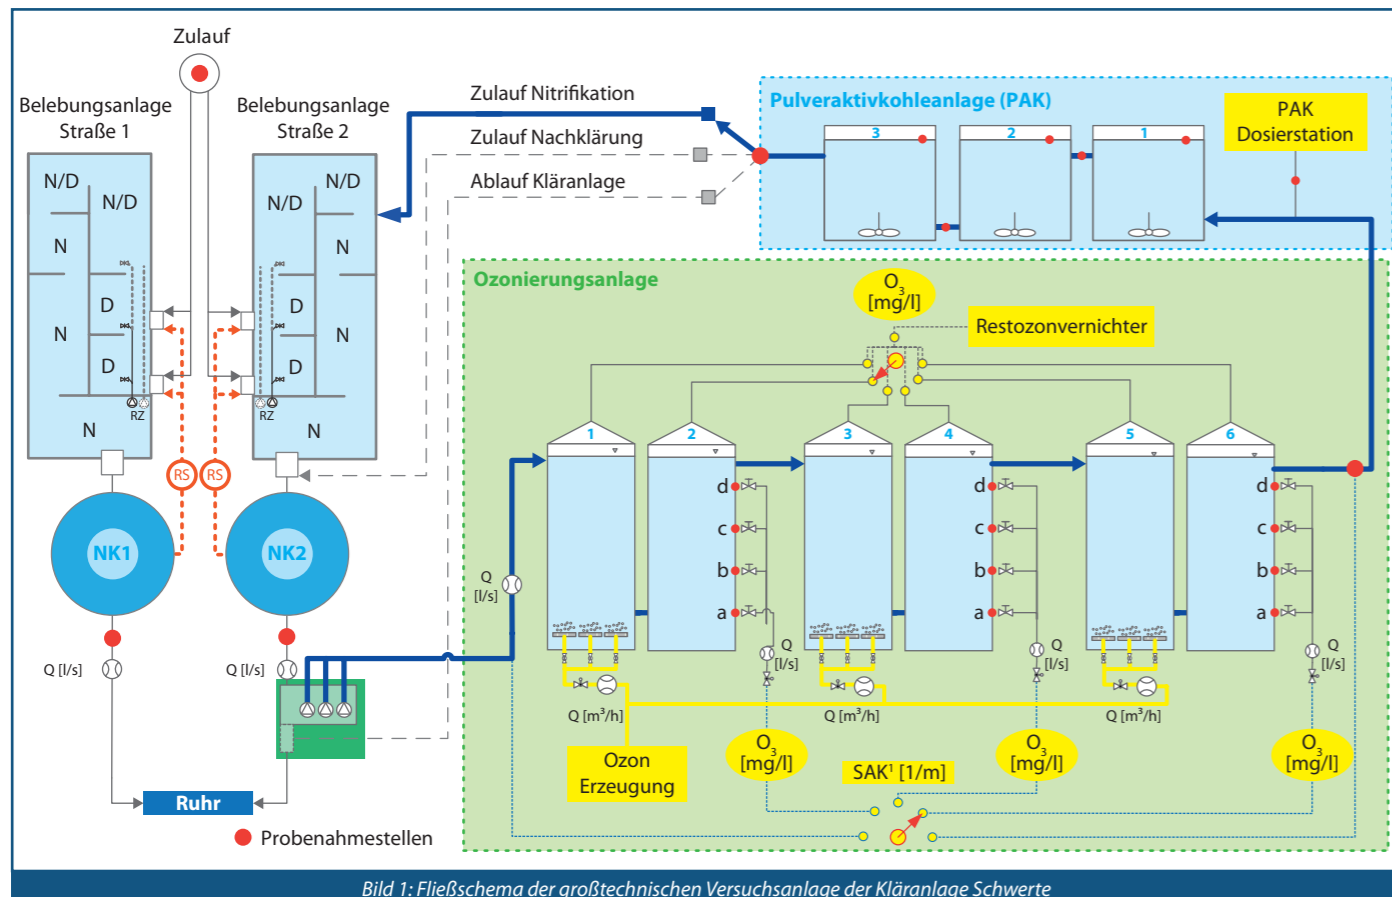 Zulauf
Belebungsanlage
Straße 1
Belebungsanlage
Straße 2
N/D
N/D
N
N
D
D
N
RZ
N/D
N/D
N
N
D
D
N
RZ
RS
RS
NK1
NK2
Q [l/s]
Q [l/s]
Ruhr
Probenahmestellen
Zulauf Nitrifikation
Zulauf Nachklärung
Ablauf Kläranlage
Pulveraktivkohleanlage (PAK)
3
2
1
PAK
Dosierstation
Ozonierungsanlage
O3
[mg/l]
Restozonvernichter
1
2
3
4
5
6
d
c
b
a
d
c
b
a
d
c
b
a
Q
[l/s]
Q
[l/s]
Q
[l/s]
Q
[l/s]
Q [m³/h]
Q [m³/h]
Q [m³/h]
Ozon
Erzeugung
O3
[mg/l]
SAK¹ [1/m]
O3
[mg/l]
O3
[mg/l]
Bild 1: Fließschema der großtechnischen Versuchsanlage der Kläranlage Schwerte